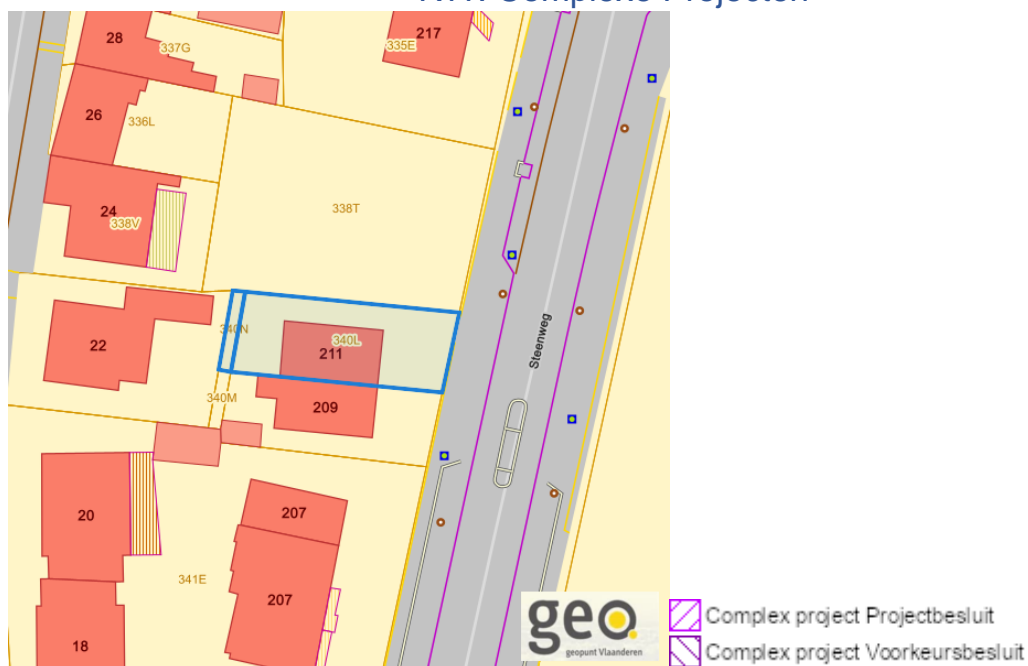 28
337G
335E
217
26
336L
338T
24
338V
Steenweg
340N
340L
22
211
340M
209
20
207
341E
207
18
geo.
geopunt Vlaanderen
Complex project Projectbesluit
Complex project Voorkeursbesluit